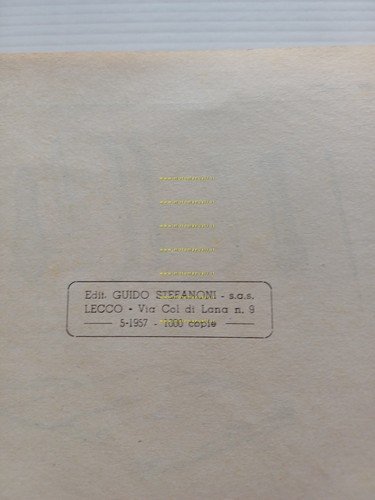 Edit. GUIDO STEFANONI - s.a.s.
LECCO - Via Col di Lana n. 9
5-1957 - 1000 copie